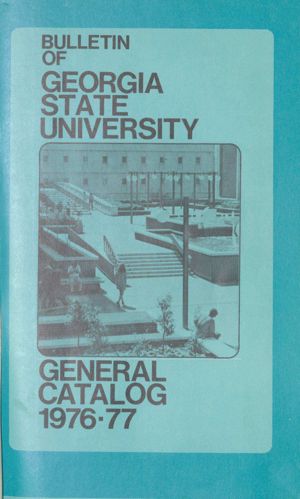 BULLETIN
OF
GEORGIA
STATE
UNIVERSITY
GENERAL
CATALOG
1976-77